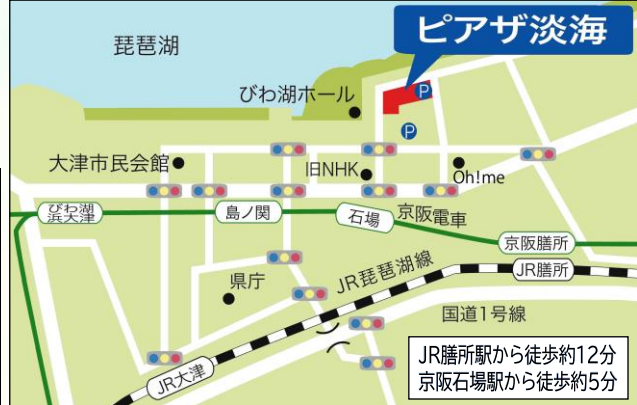 ピアザ淡海
琵琶湖
P
びわ湖ホール
P
大津市民会館
旧NHK
Oh!me
びわ湖
浜大津
島ノ関
石場
京阪電車
京阪膳所
JR膳所
JR琵琶湖線
県庁
国道1号線
JR大津
JR膳所駅から徒歩約12分
京阪石場駅から徒歩約5分